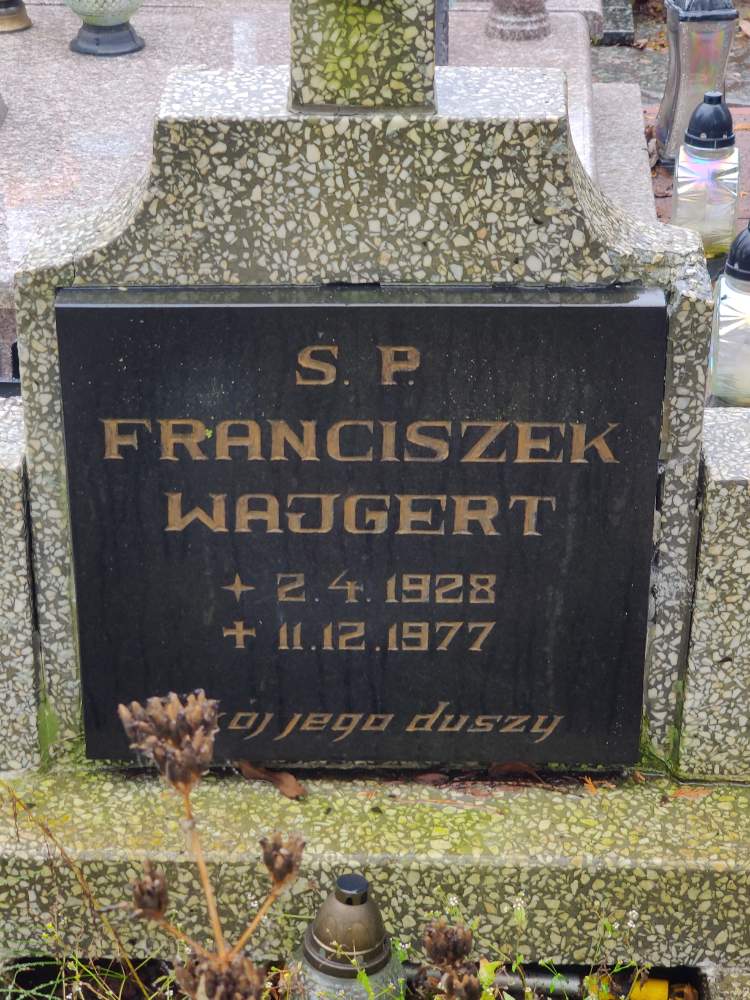 S. P.
FRANCISZEK
WAJGERT
2.4.1928
11.12.1977
jego duszy